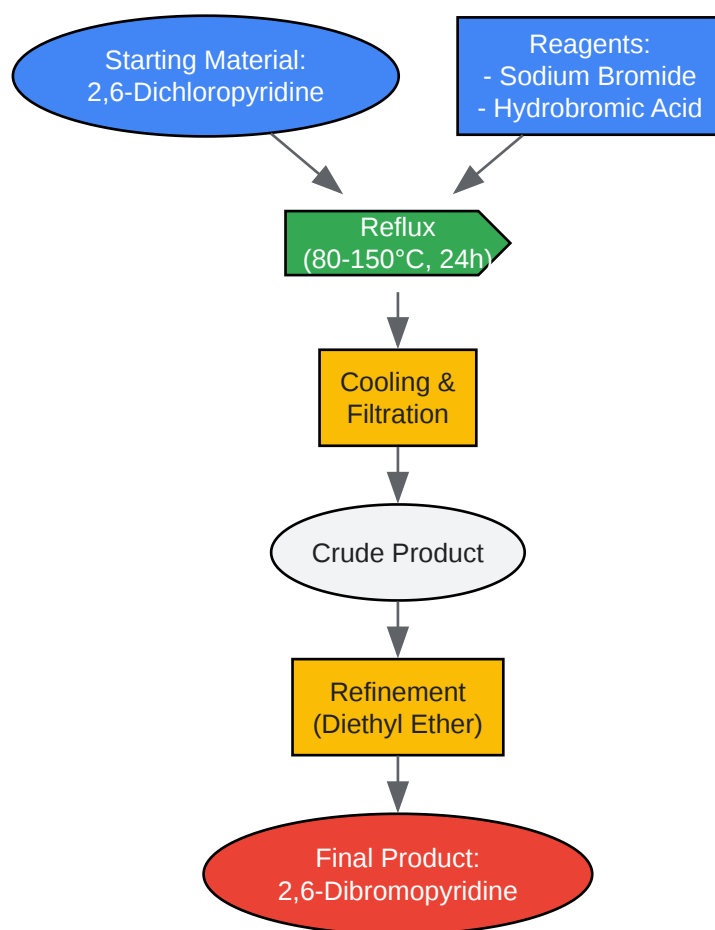 Starting Material:
2,6-Dichloropyridine
Reagents:
- Sodium Bromide
- Hydrobromic Acid
Reflux
(80-150°C, 24h)
Cooling &
Filtration
Crude Product
Refinement
(Diethyl Ether)
Final Product:
2,6-Dibromopyridine